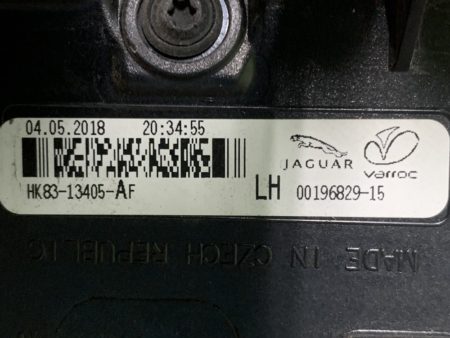 04.05.2018 20:34:55
JAGUAR varroc
HK83-13405-AF LH 00196829-15
MADE IN CZECH REPUBLIC